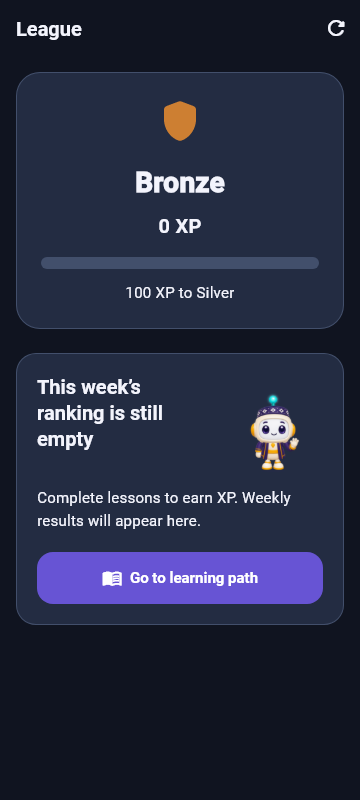 League
Bronze
0 XP
100 XP to Silver
This week’s
ranking is still
empty
Complete lessons to earn XP. Weekly
results will appear here.
Go to learning path